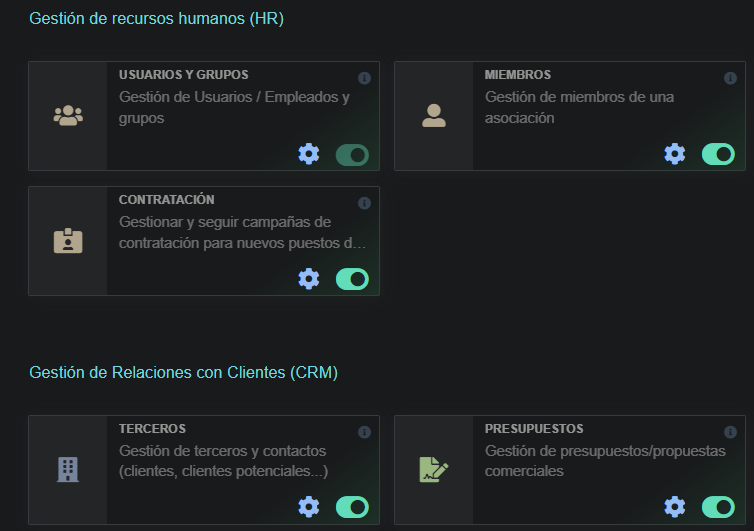 Gestión de recursos humanos (HR)
USUARIOS Y GRUPOS
Gestión de Usuarios / Empleados y
grupos
MIEMBROS
Gestión de miembros de una
asociación
CONTRATACIÓN
Gestionar y seguir campañas de
contratación para nuevos puestos d...
Gestión de Relaciones con Clientes (CRM)
TERCEROS
Gestión de terceros y contactos
(clientes, clientes potenciales...)
PRESUPUESTOS
Gestión de presupuestos/propuestas
comerciales